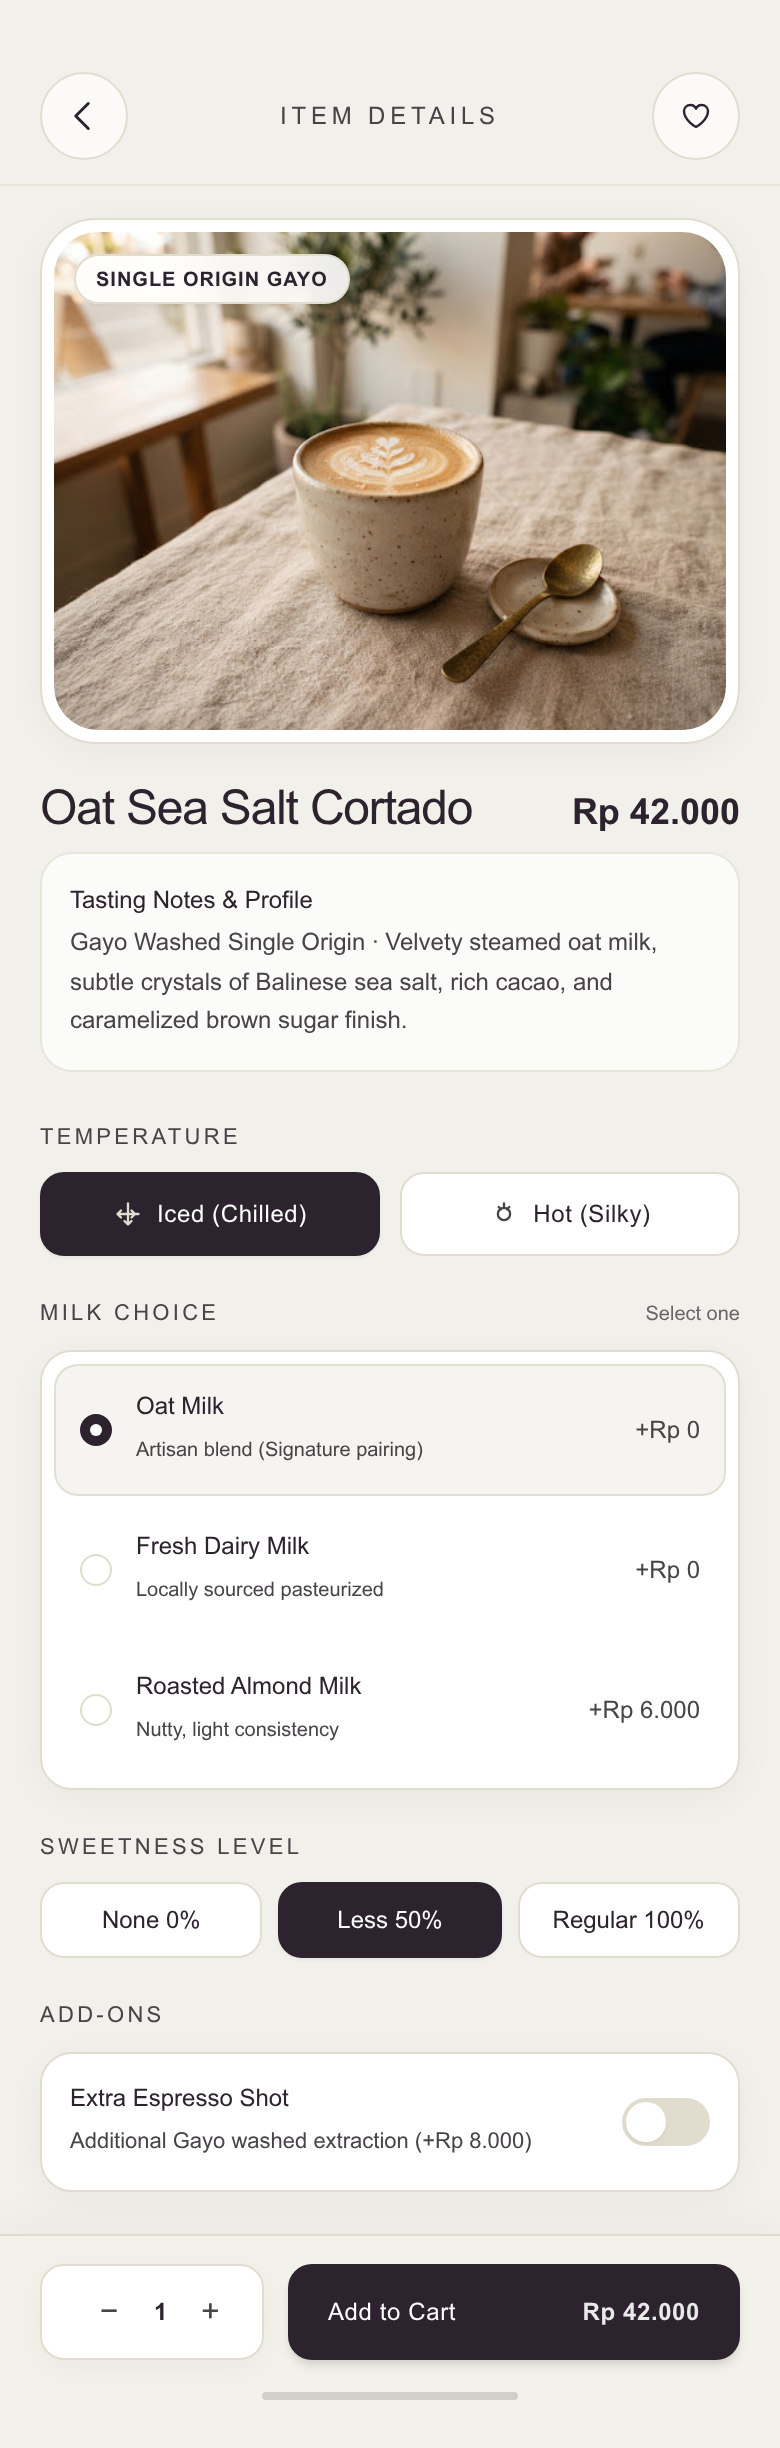 ITEM DETAILS
SINGLE ORIGIN GAYO
Oat Sea Salt Cortado
Rp 42.000
Tasting Notes & Profile
Gayo Washed Single Origin · Velvety steamed oat milk,
subtle crystals of Balinese sea salt, rich cacao, and
caramelized brown sugar finish.
TEMPERATURE
Iced (Chilled)
Hot (Silky)
MILK CHOICE
Select one
Oat Milk
Artisan blend (Signature pairing)
+Rp 0
Fresh Dairy Milk
Locally sourced pasteurized
+Rp 0
Roasted Almond Milk
Nutty, light consistency
+Rp 6.000
SWEETNESS LEVEL
None 0%
Less 50%
Regular 100%
ADD-ONS
Extra Espresso Shot
Additional Gayo washed extraction (+Rp 8.000)
− 1 +
Add to Cart
Rp 42.000